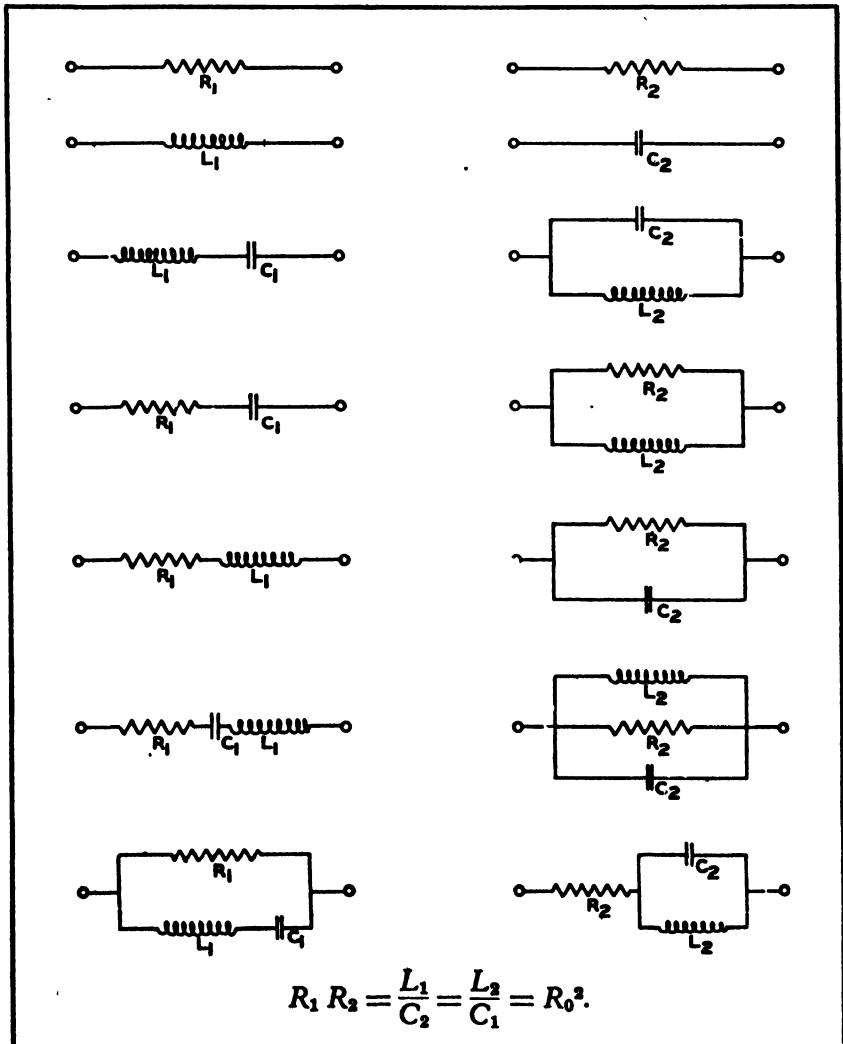 R₁ R₂
L₁ C₂
C₂
L₁ C₁
L₂
R₂
R₁ C₁
L₂
R₂
R₁ L₁
C₂
L₂
R₁ C₁ L₁ R₂
C₂
R₁ C₂
R₂
L₁ C₁ L₂
R₁ R₂ = L₁/C₂ = L₂/C₁ = R₀².